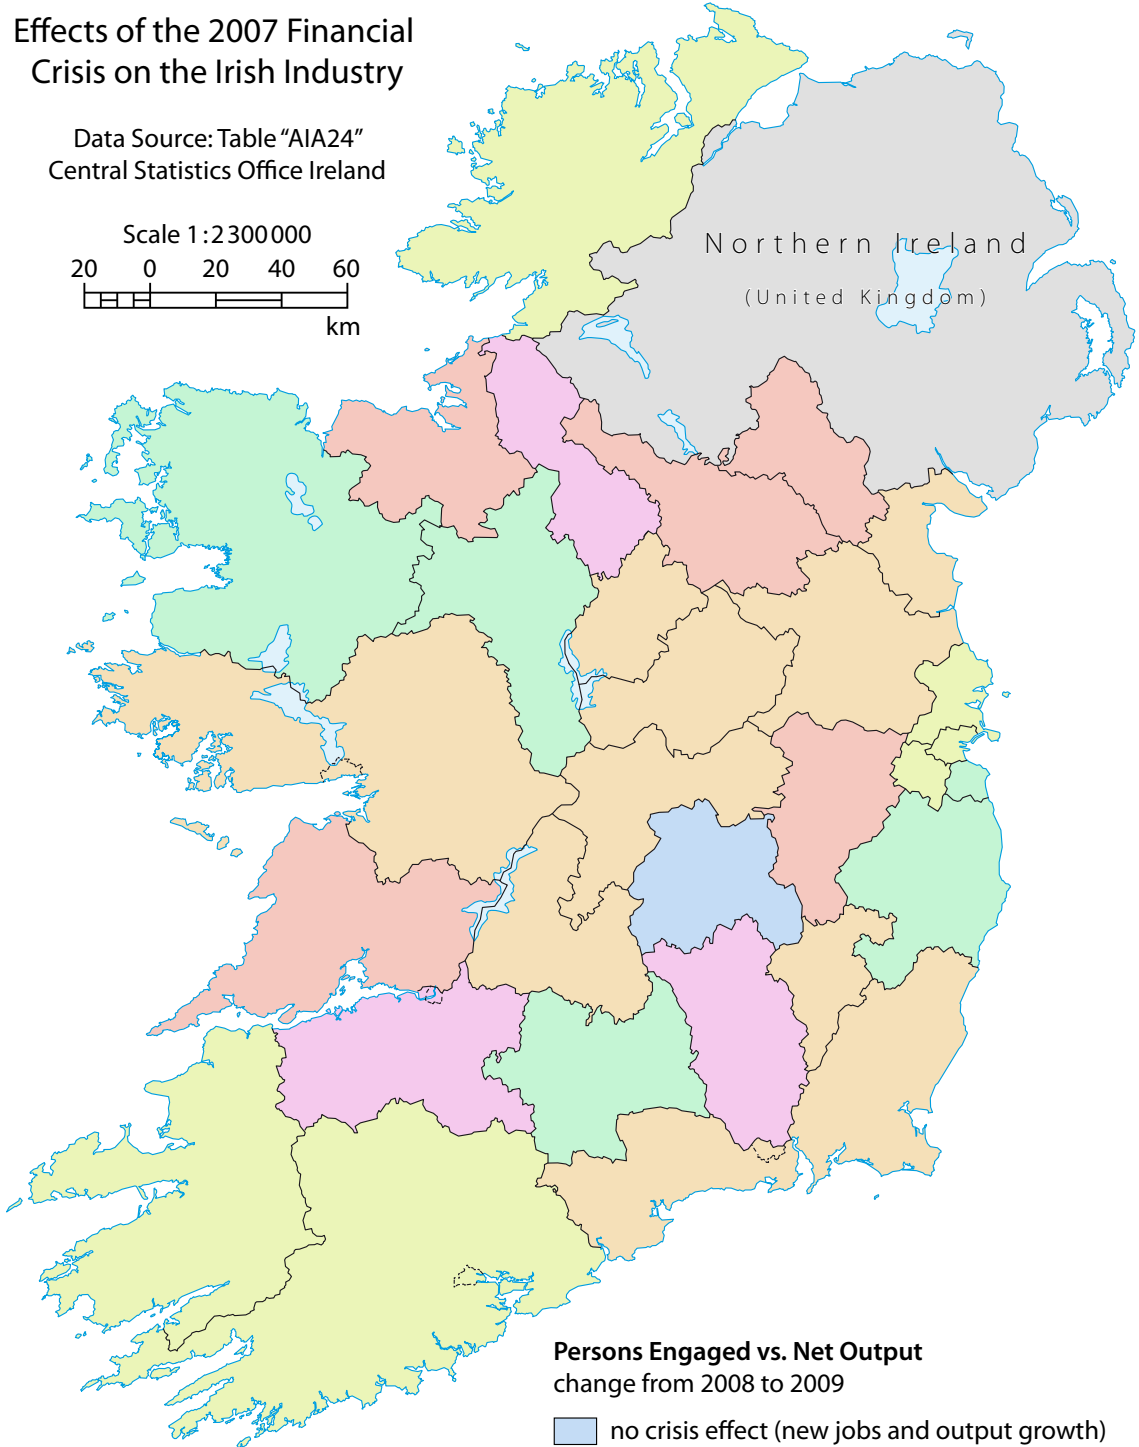 Effects of the 2007 Financial
Crisis on the Irish Industry
Data Source: Table “AIA24”
Central Statistics Office Ireland
Scale 1 : 2 300 000
20 0 20 40 60
km
Northern Ireland
(United Kingdom)
Persons Engaged vs. Net Output
change from 2008 to 2009
no crisis effect (new jobs and output growth)